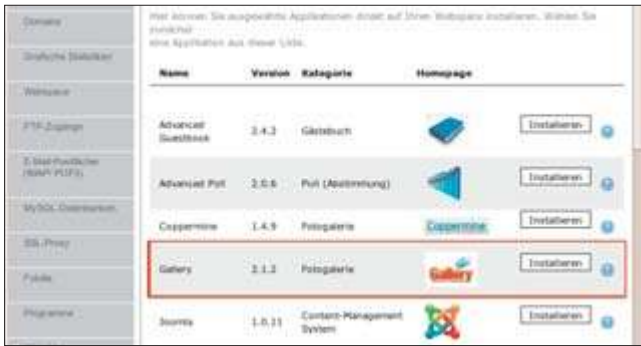 Hier können Sie ausgewählte Applikationen direkt auf Ihren Webspace installieren. Wählen Sie
zunächst
eine Applikation aus dieser Liste.
Name Version Kategorie Homepage
Advanced Guestbook 2.4.2 Gästebuch Installieren
Advanced Poll 2.0.6 Poll (Abstimmung) Installieren
Coppermine 1.4.9 Fotogalerie Coppermine Installieren
Gallery 2.1.2 Fotogalerie Gallery Installieren
Joomla 1.0.11 Content-Management System Installieren
Domains
Grafische Statistiken
Webspace
FTP-Zugänge
E-Mail-Postfächer
(IMAP/POP3)
MySQL-Datenbanken
SSL-Proxy
Programme